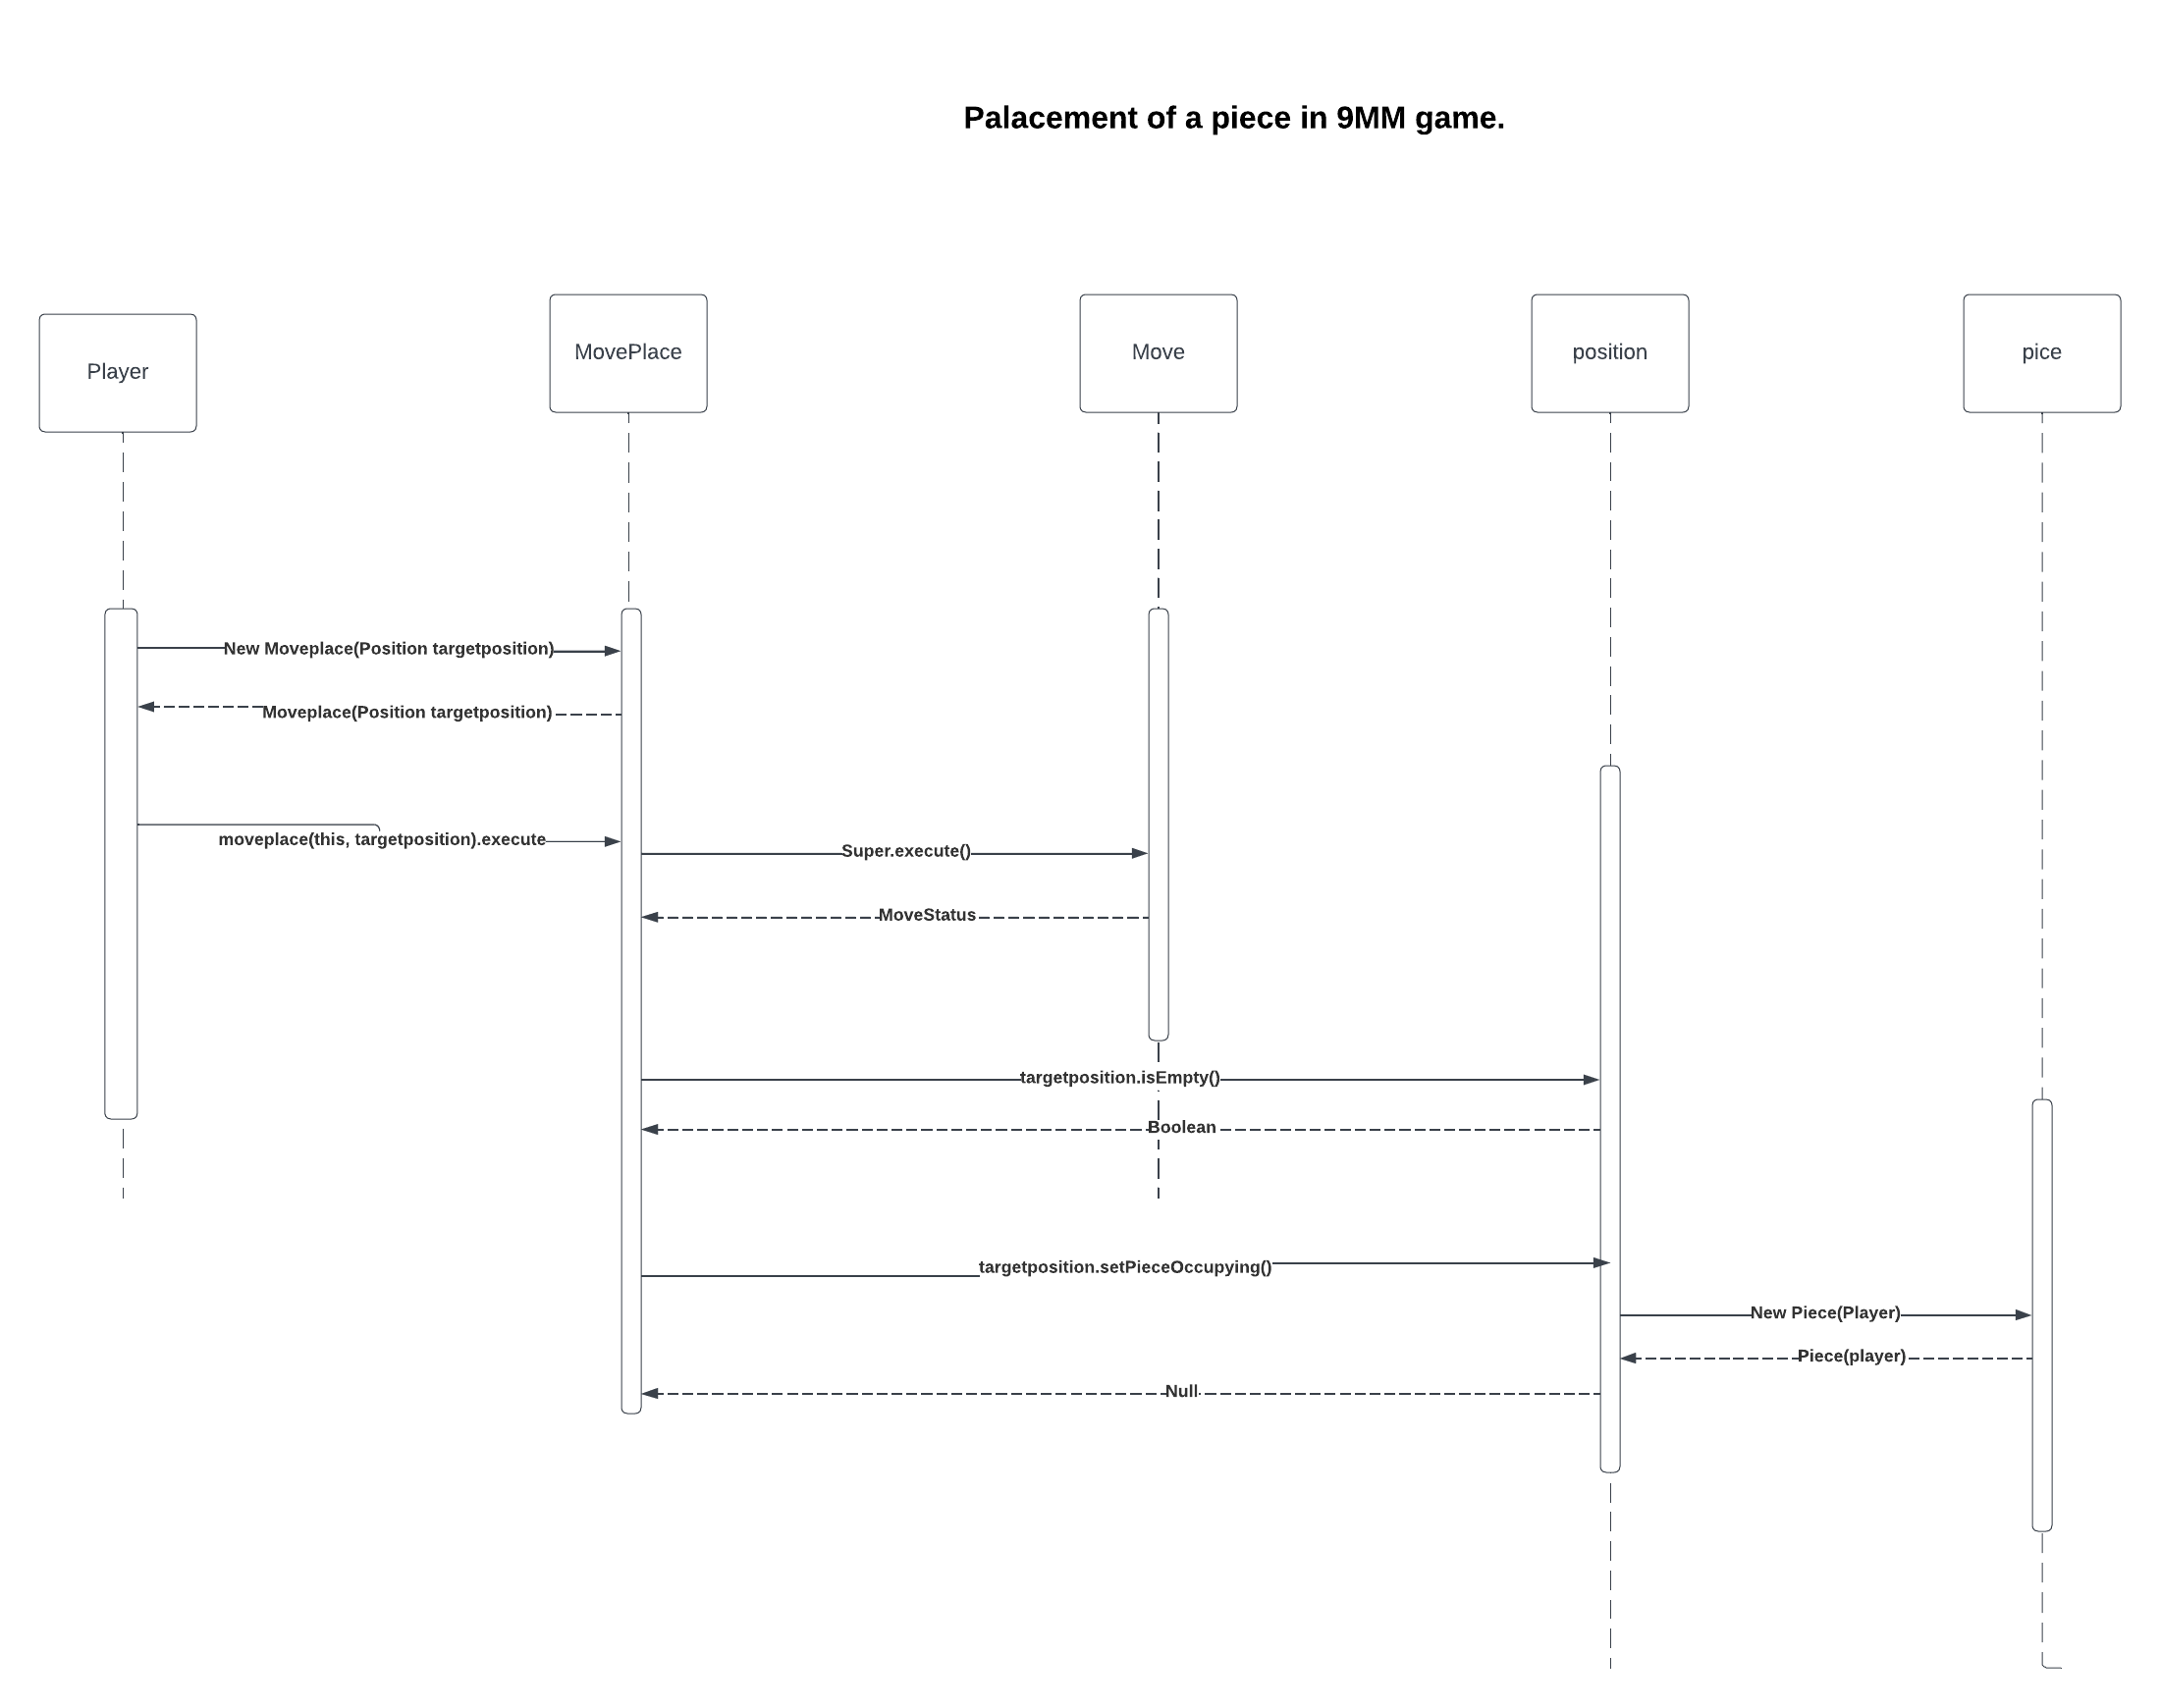 Palacement of a piece in 9MM game.
Player
MovePlace
Move
position
pice
New Moveplace(Position targetposition)
Moveplace(Position targetposition)
moveplace(this, targetposition).execute
Super.execute()
MoveStatus
targetposition.isEmpty()
Boolean
targetposition.setPieceOccupying()
New Piece(Player)
Piece(player)
Null